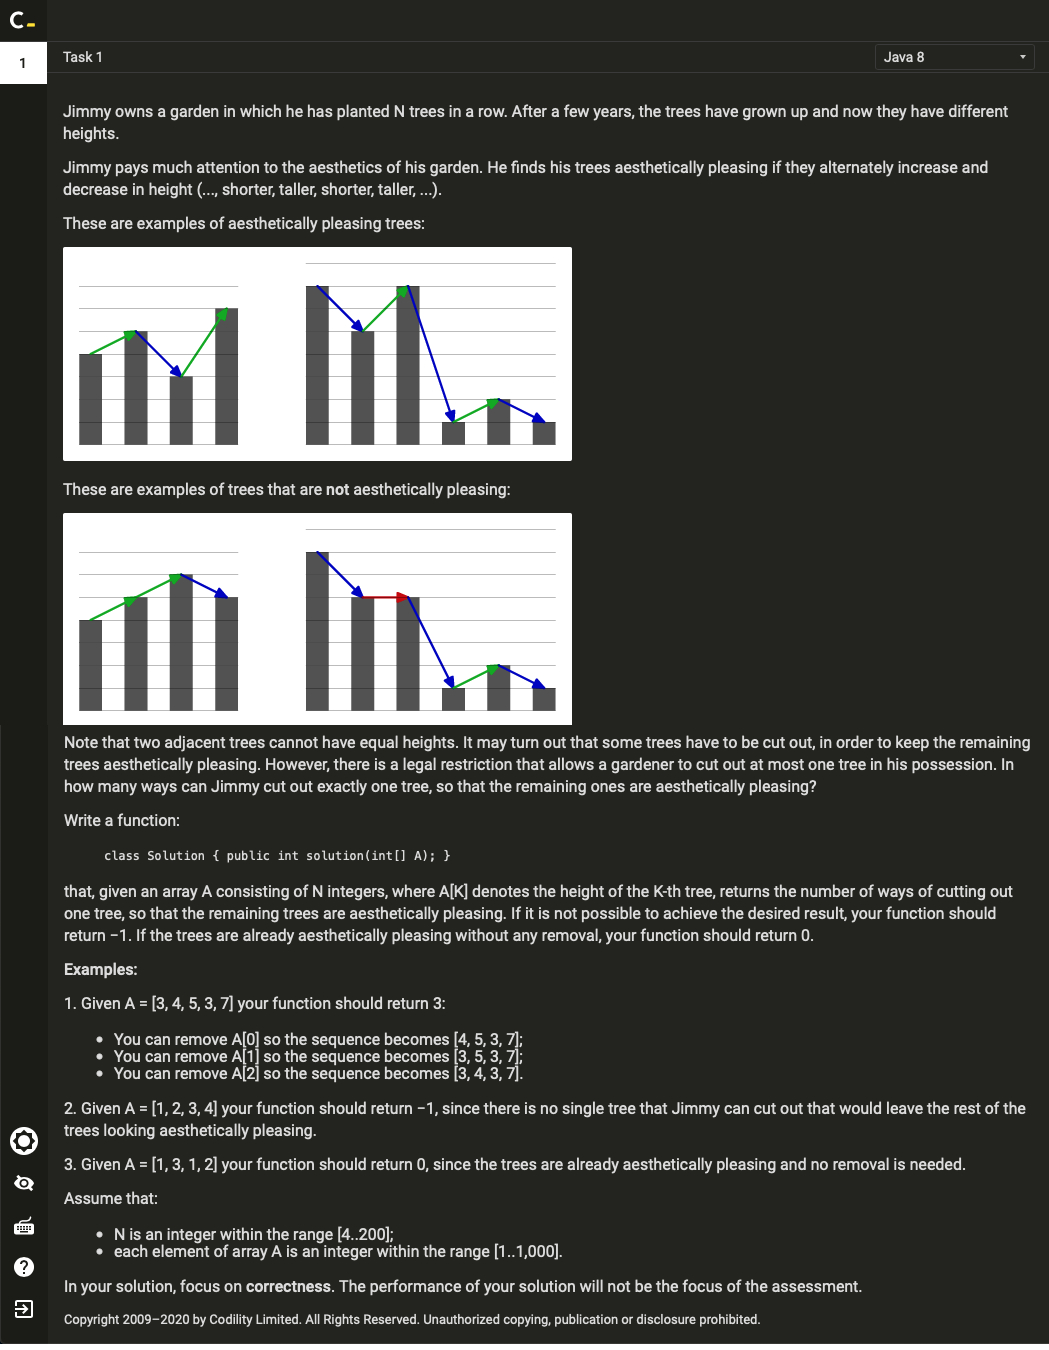 C_
1
Task 1
Java 8
Jimmy owns a garden in which he has planted N trees in a row. After a few years, the trees have grown up and now they have different
heights.
Jimmy pays much attention to the aesthetics of his garden. He finds his trees aesthetically pleasing if they alternately increase and
decrease in height (..., shorter, taller, shorter, taller, ...).
These are examples of aesthetically pleasing trees:
These are examples of trees that are not aesthetically pleasing:
Note that two adjacent trees cannot have equal heights. It may turn out that some trees have to be cut out, in order to keep the remaining
trees aesthetically pleasing. However, there is a legal restriction that allows a gardener to cut out at most one tree in his possession. In
how many ways can Jimmy cut out exactly one tree, so that the remaining ones are aesthetically pleasing?
Write a function:
class Solution { public int solution(int[] A); }
that, given an array A consisting of N integers, where A[K] denotes the height of the K-th tree, returns the number of ways of cutting out
one tree, so that the remaining trees are aesthetically pleasing. If it is not possible to achieve the desired result, your function should
return −1. If the trees are already aesthetically pleasing without any removal, your function should return 0.
Examples:
1. Given A = [3, 4, 5, 3, 7] your function should return 3:
• You can remove A[0] so the sequence becomes [4, 5, 3, 7];
• You can remove A[1] so the sequence becomes [3, 5, 3, 7];
• You can remove A[2] so the sequence becomes [3, 4, 3, 7].
2. Given A = [1, 2, 3, 4] your function should return −1, since there is no single tree that Jimmy can cut out that would leave the rest of the
trees looking aesthetically pleasing.
3. Given A = [1, 3, 1, 2] your function should return 0, since the trees are already aesthetically pleasing and no removal is needed.
Assume that:
• N is an integer within the range [4..200];
• each element of array A is an integer within the range [1..1,000].
In your solution, focus on correctness. The performance of your solution will not be the focus of the assessment.
Copyright 2009–2020 by Codility Limited. All Rights Reserved. Unauthorized copying, publication or disclosure prohibited.